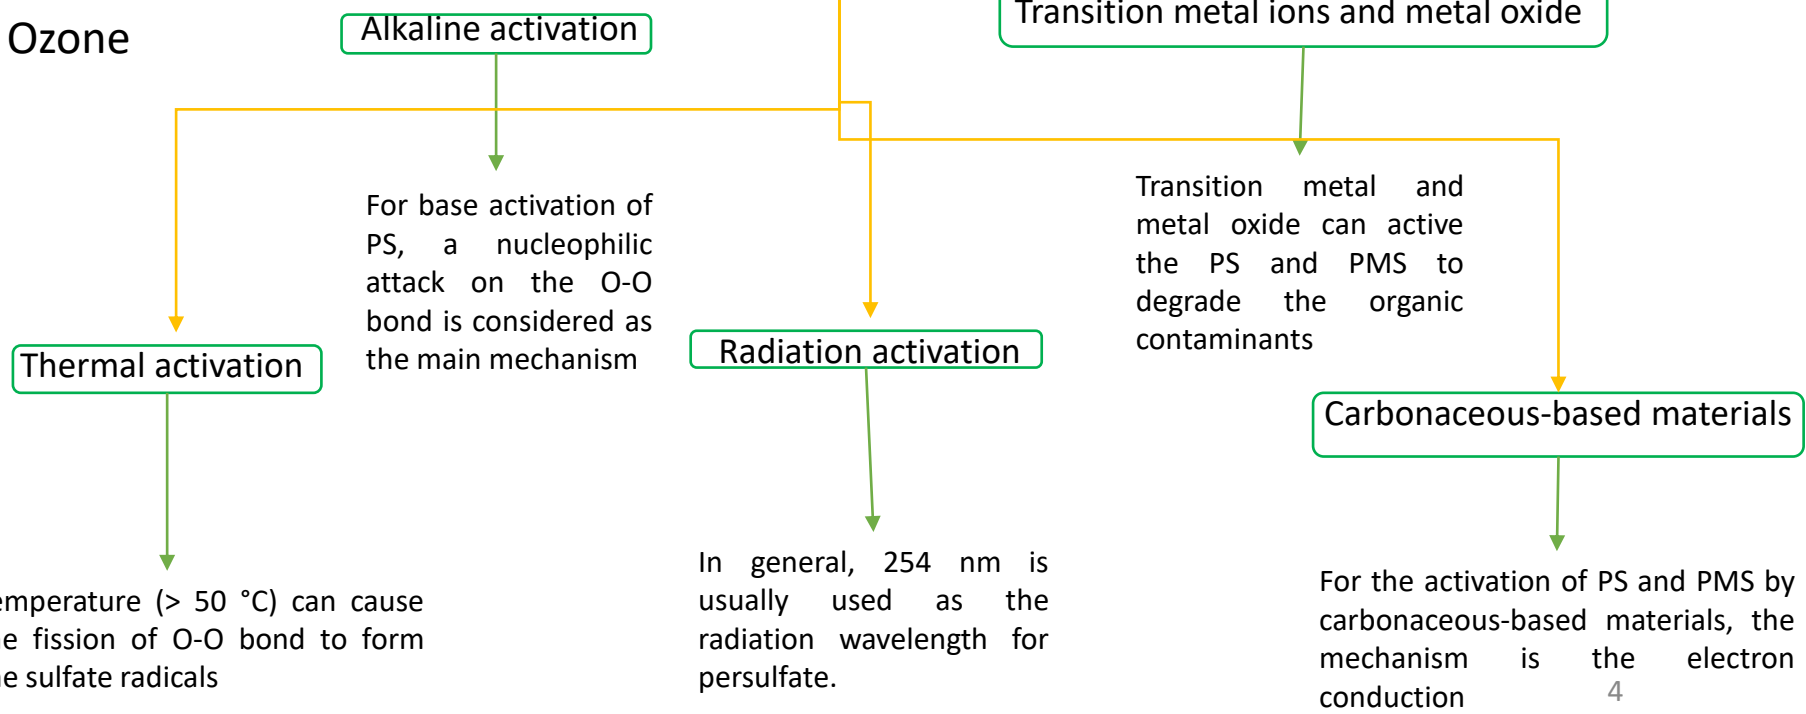 Ozone
Alkaline activation
Transition metal ions and metal oxide
For base activation of
PS, a nucleophilic
attack on the O-O
bond is considered as
the main mechanism
Transition metal and
metal oxide can active
the PS and PMS to
degrade the organic
contaminants
Thermal activation
Radiation activation
Carbonaceous-based materials
emperature (> 50 °C) can cause
e fission of O-O bond to form
e sulfate radicals
In general, 254 nm is
usually used as the
radiation wavelength for
persulfate.
For the activation of PS and PMS by
carbonaceous-based materials, the
mechanism is the electron
conduction
4